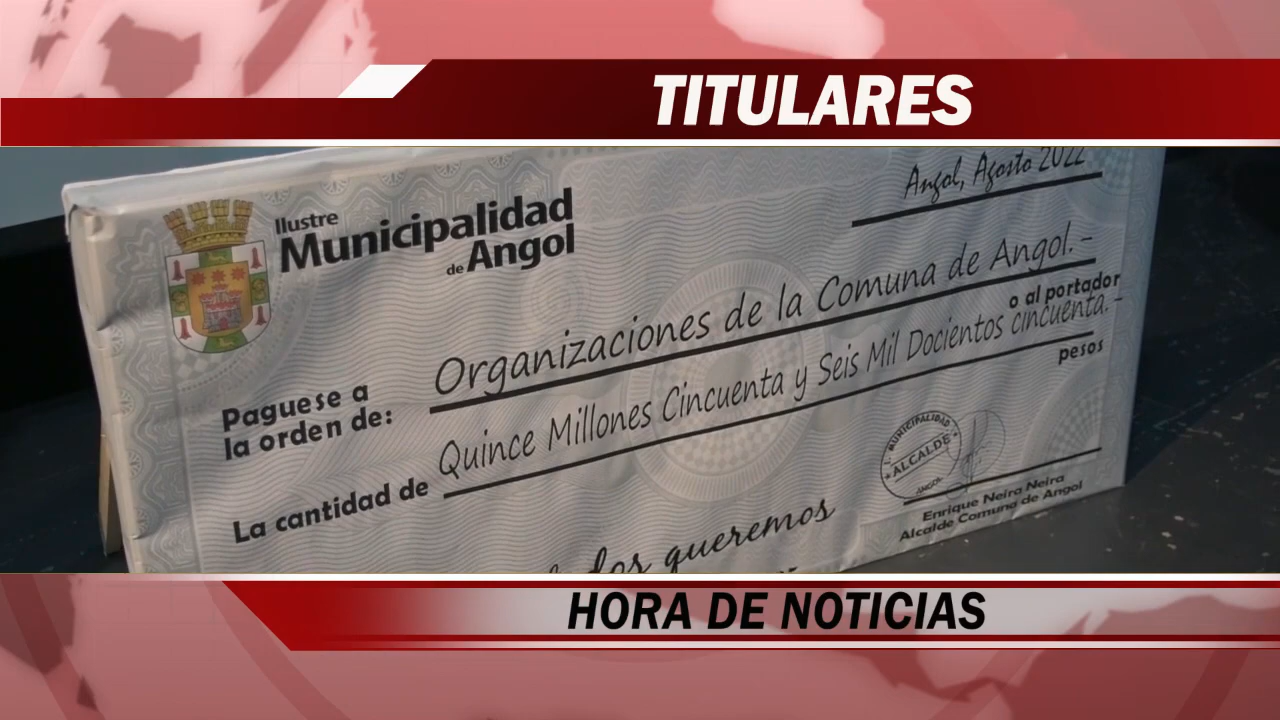 TITULARES
Angol, Agosto 2022
Ilustre
Municipalidad
de Angol
Organizaciones de la Comuna de Angol.-
o al portador
Paguese a
la orden de:
Quince Millones Cincuenta y Seis Mil Docientos cincuenta.-
pesos
La cantidad de
I. MUNICIPALIDAD
ALCALDE
ANGOL
Enrique Neira Neira
Alcalde Comuna de Angol
dos queremos
HORA DE NOTICIAS